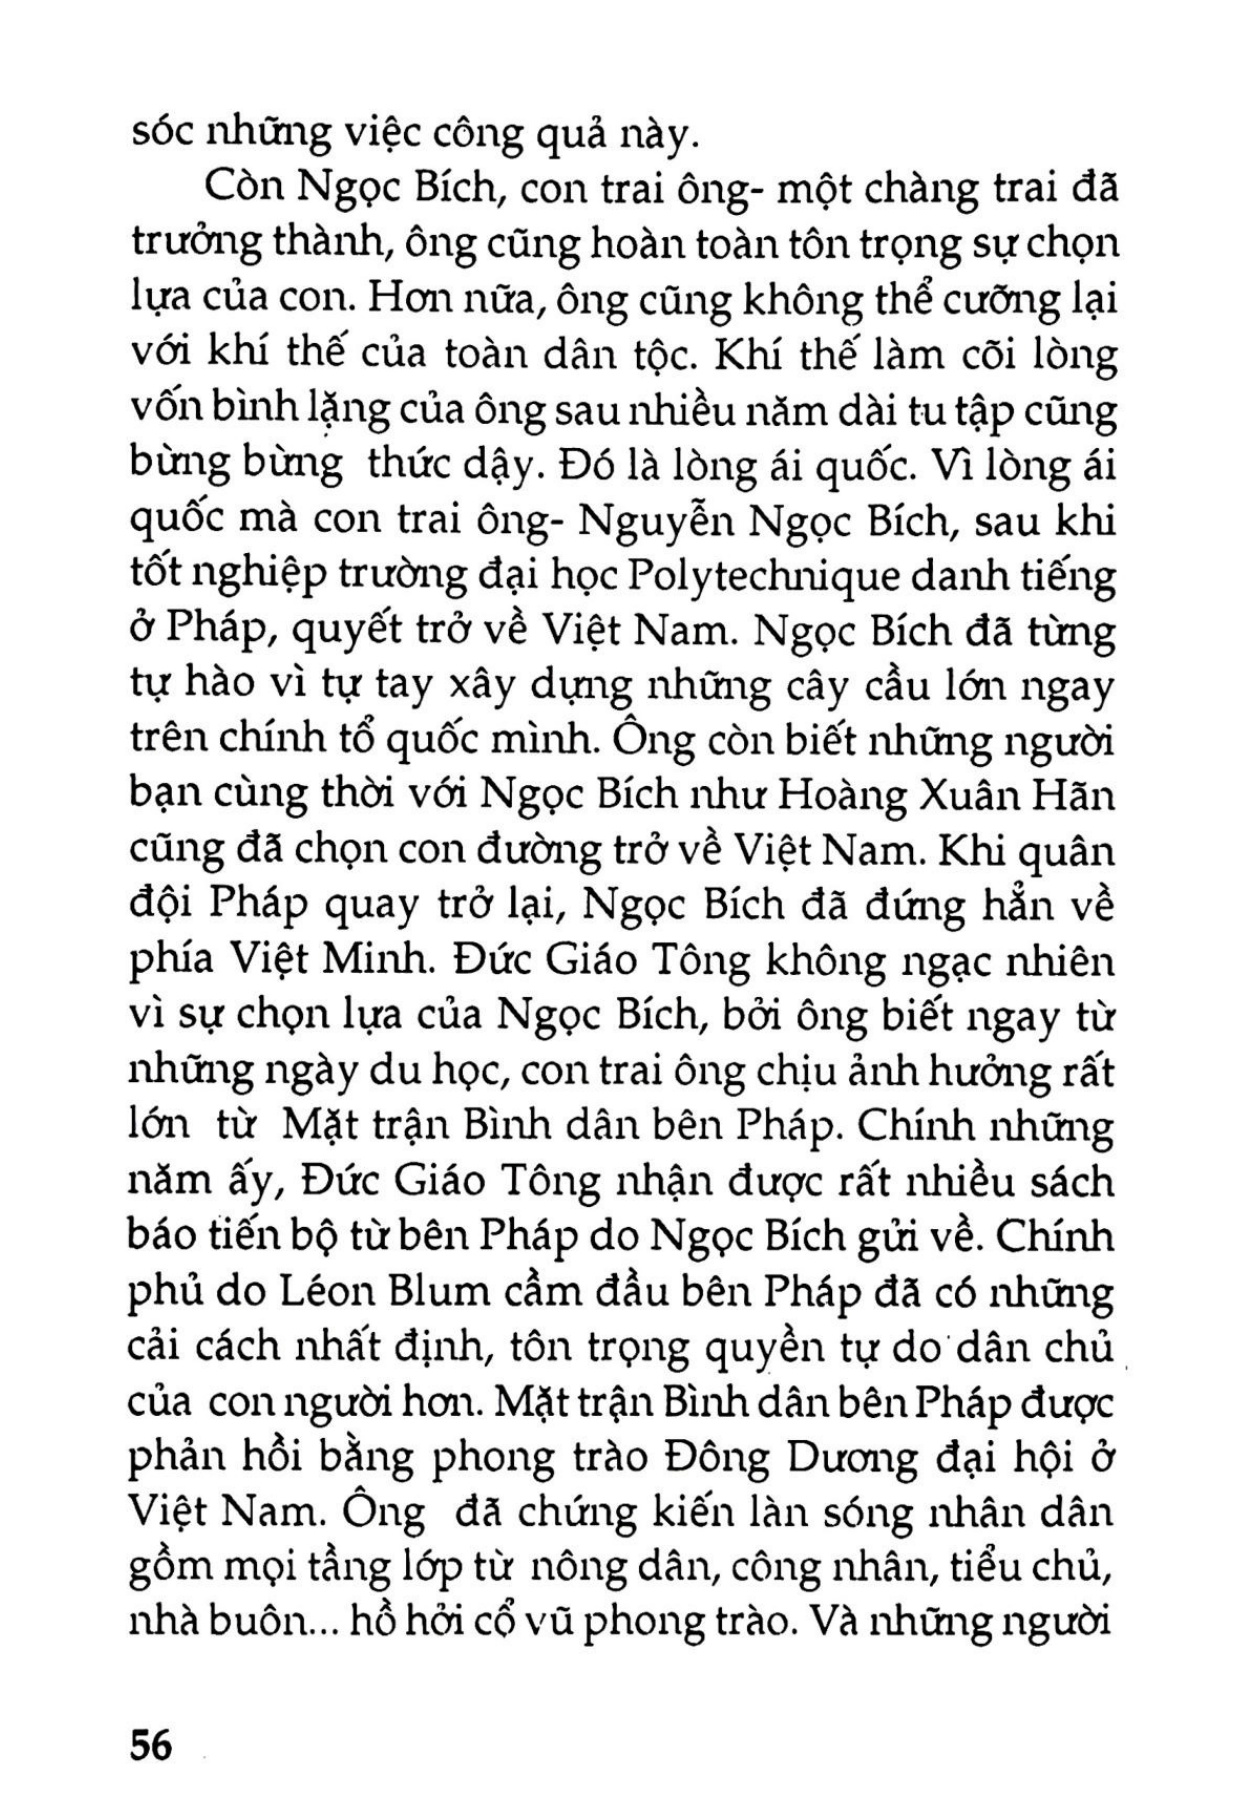 sóc những việc công quả này.
Còn Ngọc Bích, con trai ông- một chàng trai đã
trưởng thành, ông cũng hoàn toàn tôn trọng sự chọn
lựa của con. Hơn nữa, ông cũng không thể cưỡng lại
với khí thế của toàn dân tộc. Khí thế làm cõi lòng
vốn bình lặng của ông sau nhiều năm dài tu tập cũng
bừng bừng thức dậy. Đó là lòng ái quốc. Vì lòng ái
quốc mà con trai ông- Nguyễn Ngọc Bích, sau khi
tốt nghiệp trường đại học Polytechnique danh tiếng
ở Pháp, quyết trở về Việt Nam. Ngọc Bích đã từng
tự hào vì tự tay xây dựng những cây cầu lớn ngay
trên chính tổ quốc mình. Ông còn biết những người
bạn cùng thời với Ngọc Bích như Hoàng Xuân Hãn
cũng đã chọn con đường trở về Việt Nam. Khi quân
đội Pháp quay trở lại, Ngọc Bích đã đứng hẳn về
phía Việt Minh. Đức Giáo Tông không ngạc nhiên
vì sự chọn lựa của Ngọc Bích, bởi ông biết ngay từ
những ngày du học, con trai ông chịu ảnh hưởng rất
lớn từ Mặt trận Bình dân bên Pháp. Chính những
năm ấy, Đức Giáo Tông nhận được rất nhiều sách
báo tiến bộ từ bên Pháp do Ngọc Bích gửi về. Chính
phủ do Léon Blum cầm đầu bên Pháp đã có những
cải cách nhất định, tôn trọng quyền tự do dân chủ
của con người hơn. Mặt trận Bình dân bên Pháp được
phản hồi bằng phong trào Đông Dương đại hội ở
Việt Nam. Ông đã chứng kiến làn sóng nhân dân
gồm mọi tầng lớp từ nông dân, công nhân, tiểu chủ,
nhà buôn... hồ hởi cổ vũ phong trào. Và những người
56